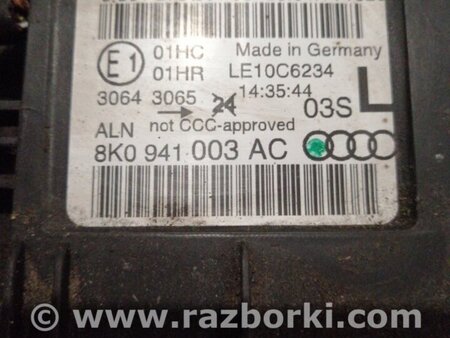 E1 01HC Made in Germany
01HR LE10C6234
3064 3065 24 14:35:44
03S L
ALN not CCC-approved
8K0 941 003 AC
© www.razborki.com